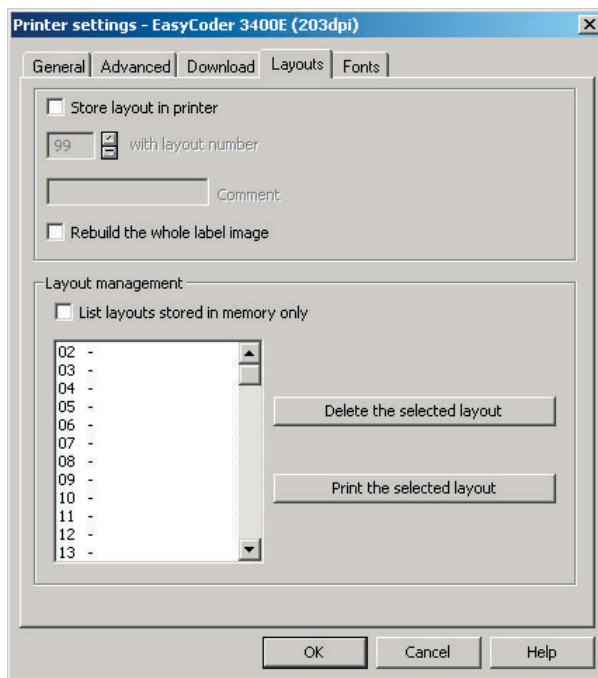 Printer settings - EasyCoder 3400E (203dpi)
General Advanced Download Layouts Fonts
Store layout in printer
99 with layout number
Comment
Rebuild the whole label image
Layout management
List layouts stored in memory only
02 -
03 -
04 -
05 -
06 -
07 -
08 -
09 -
10 -
11 -
12 -
13 -
Delete the selected layout
Print the selected layout
OK Cancel Help